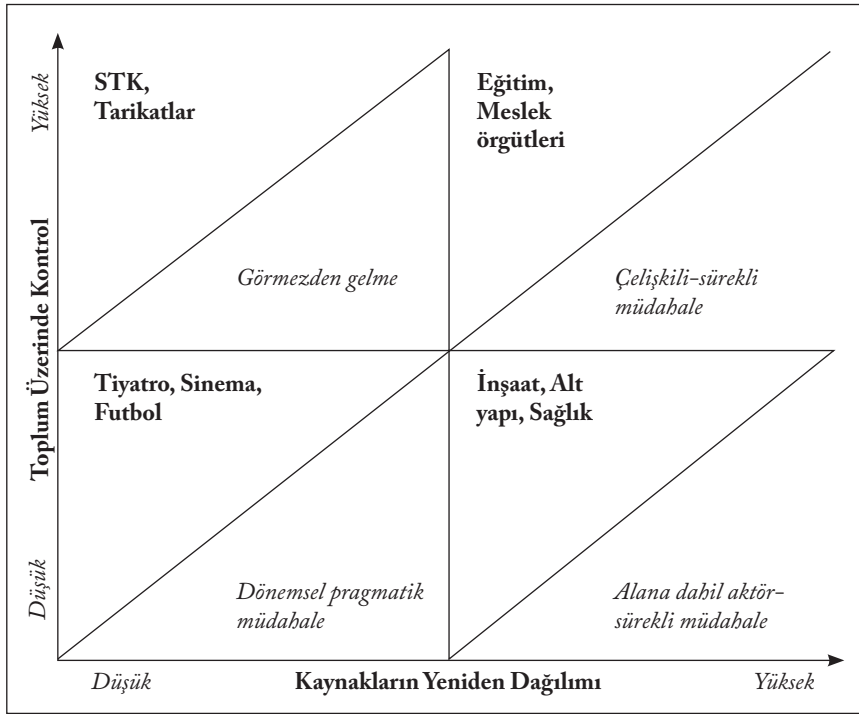 Yüksek
STK,
Tarikatlar
Eğitim,
Meslek
örgütleri
Görmezden gelme
Çelişkili-sürekli
müdahale
Toplum Üzerinde Kontrol
Tiyatro, Sinema,
Futbol
İnşaat, Alt
yapı, Sağlık
Düşük
Dönemsel pragmatik
müdahale
Alana dahil aktör-
sürekli müdahale
Düşük
Kaynakların Yeniden Dağılımı
Yüksek